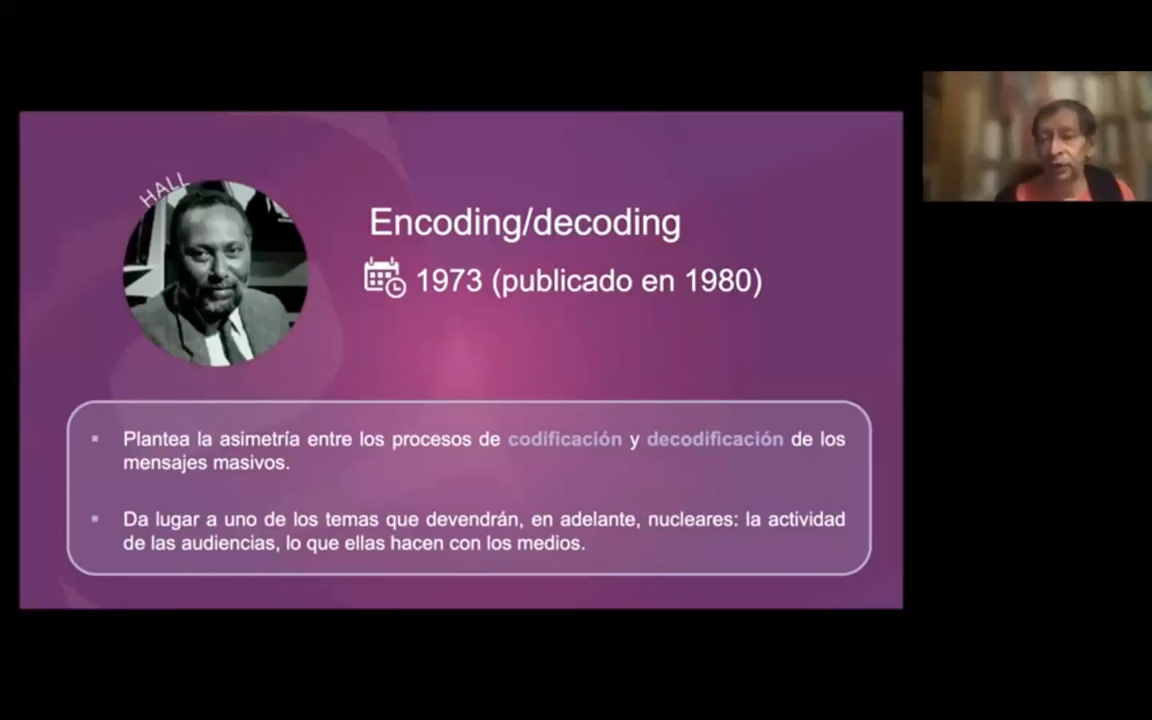 HALL
Encoding/decoding
1973 (publicado en 1980)
▪ Plantea la asimetría entre los procesos de codificación y decodificación de los
mensajes masivos.
▪ Da lugar a uno de los temas que devendrán, en adelante, nucleares: la actividad
de las audiencias, lo que ellas hacen con los medios.